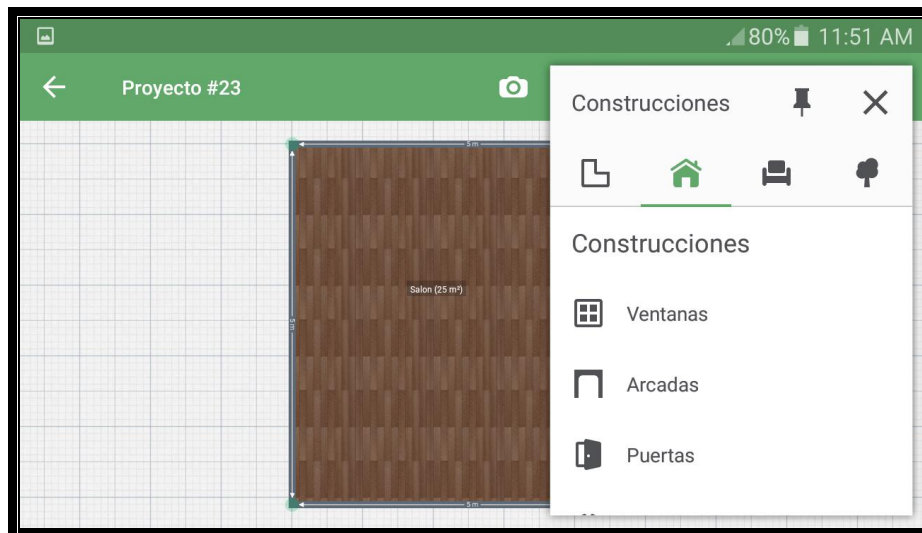 80% 11:51 AM
Proyecto #23
Construcciones
5 m
Salon (25 m²)
5 m
5 m
Construcciones
Ventanas
Arcadas
Puertas